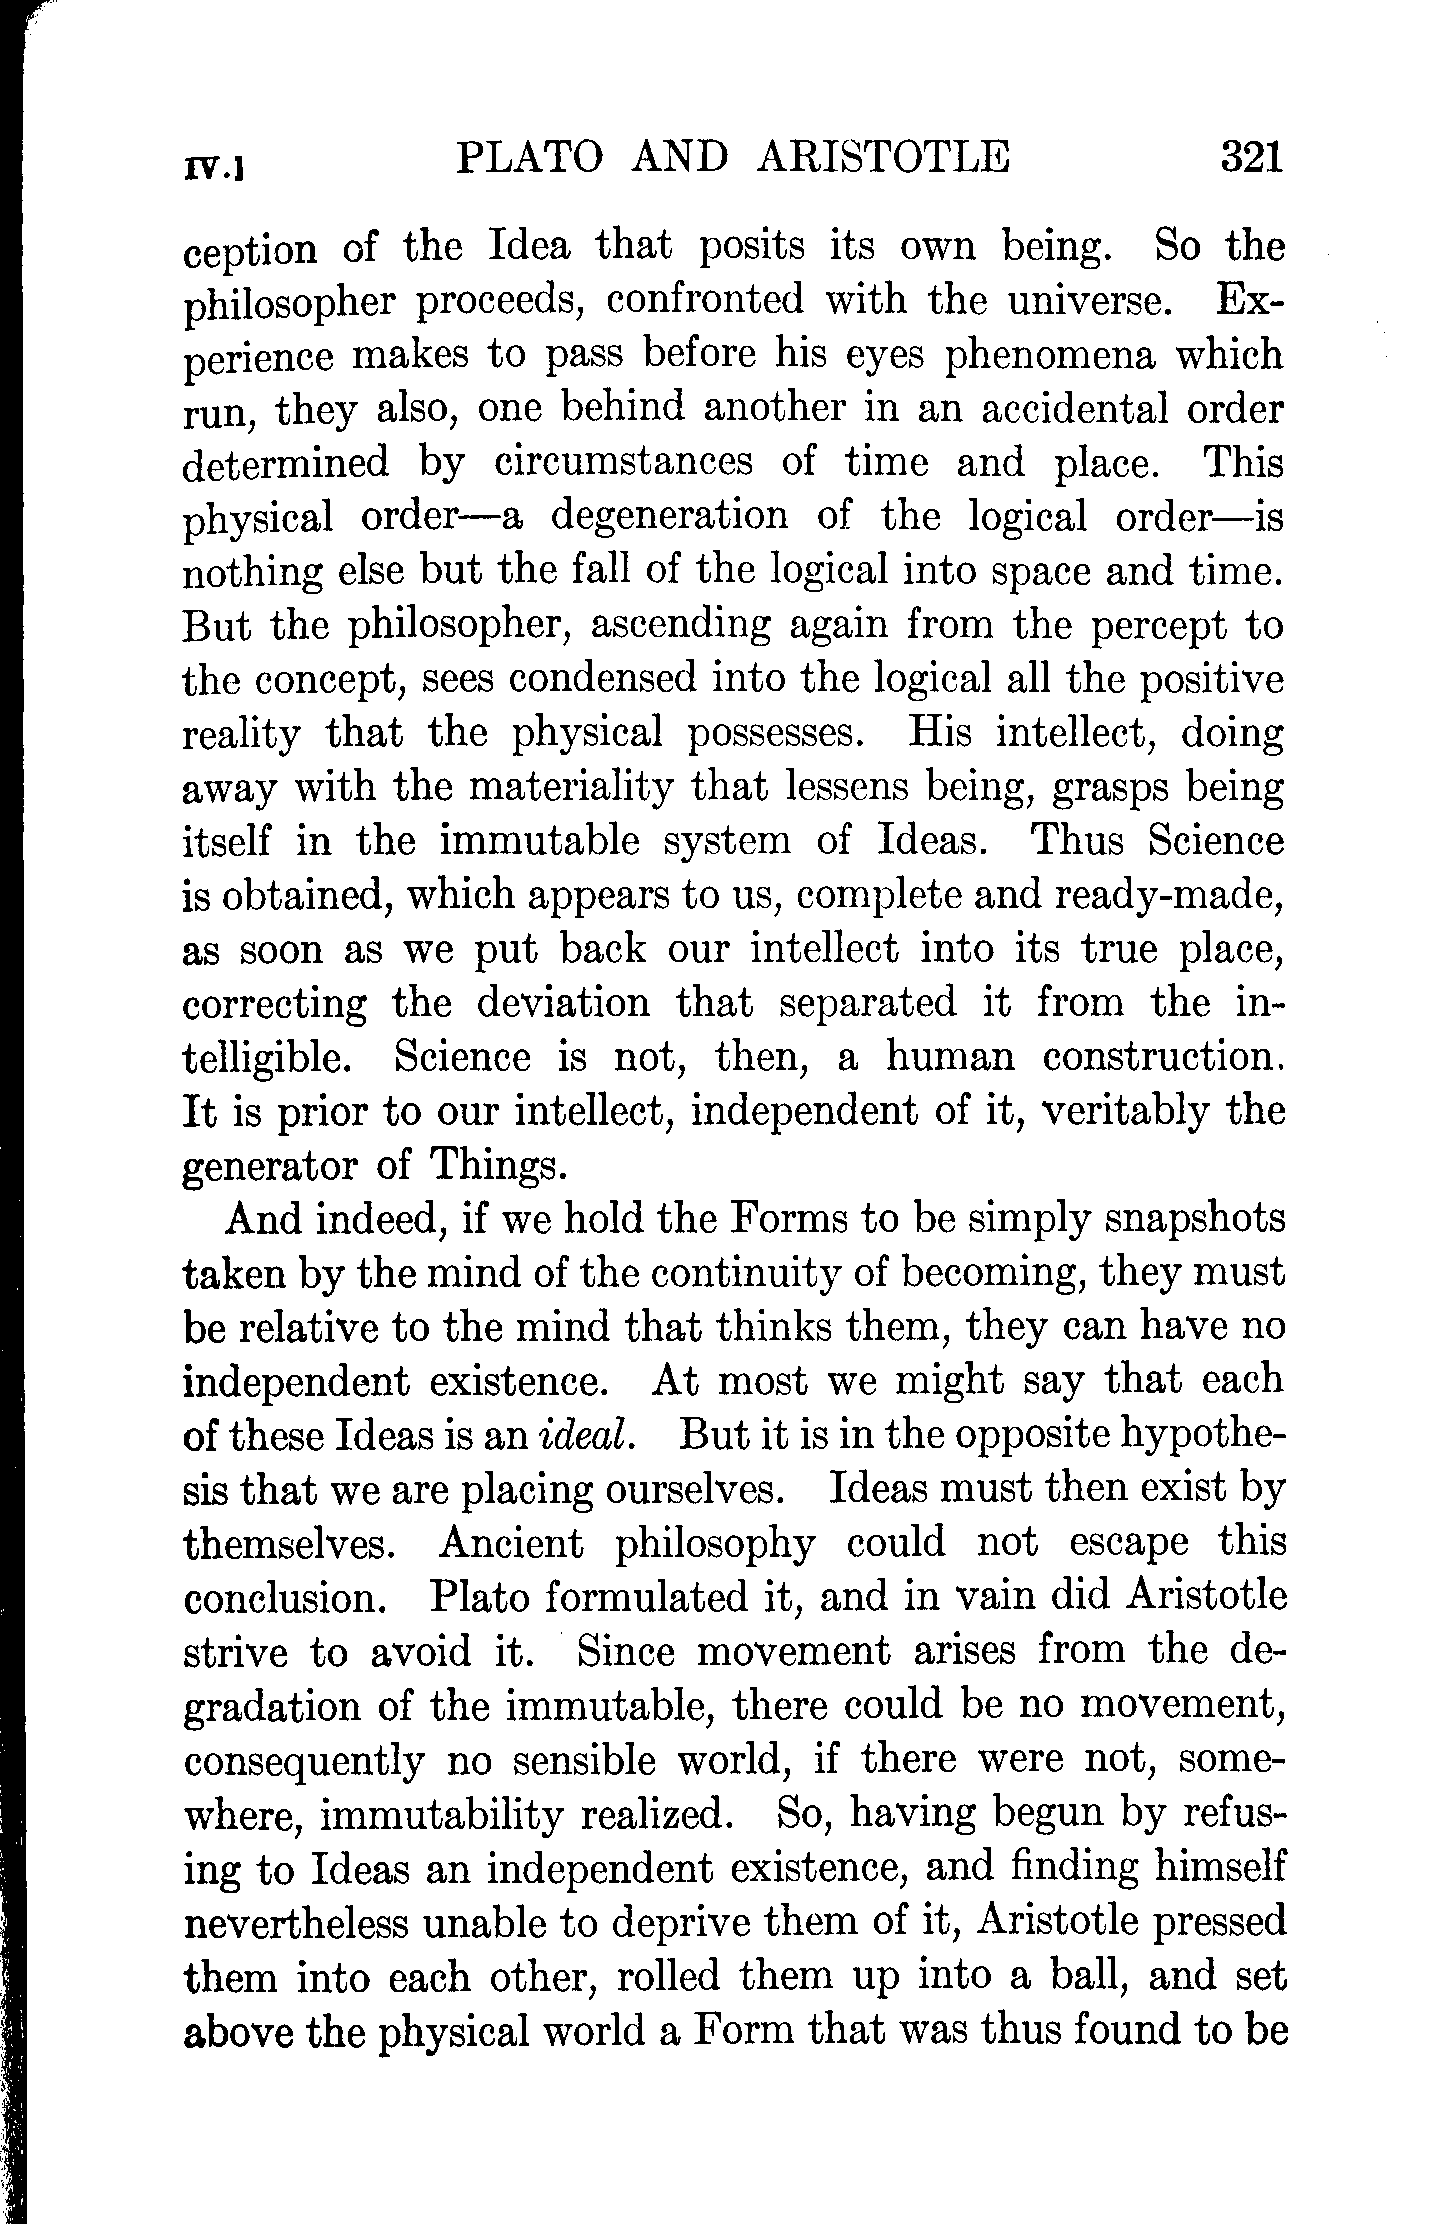 IV.] PLATO AND ARISTOTLE 321
ception of the Idea that posits its own being. So the
philosopher proceeds, confronted with the universe. Ex-
perience makes to pass before his eyes phenomena which
run, they also, one behind another in an accidental order
determined by circumstances of time and place. This
physical order—a degeneration of the logical order—is
nothing else but the fall of the logical into space and time.
But the philosopher, ascending again from the percept to
the concept, sees condensed into the logical all the positive
reality that the physical possesses. His intellect, doing
away with the materiality that lessens being, grasps being
itself in the immutable system of Ideas. Thus Science
is obtained, which appears to us, complete and ready-made,
as soon as we put back our intellect into its true place,
correcting the deviation that separated it from the in-
telligible. Science is not, then, a human construction.
It is prior to our intellect, independent of it, veritably the
generator of Things.
And indeed, if we hold the Forms to be simply snapshots
taken by the mind of the continuity of becoming, they must
be relative to the mind that thinks them, they can have no
independent existence. At most we might say that each
of these Ideas is an ideal. But it is in the opposite hypothe-
sis that we are placing ourselves. Ideas must then exist by
themselves. Ancient philosophy could not escape this
conclusion. Plato formulated it, and in vain did Aristotle
strive to avoid it. Since movement arises from the de-
gradation of the immutable, there could be no movement,
consequently no sensible world, if there were not, some-
where, immutability realized. So, having begun by refus-
ing to Ideas an independent existence, and finding himself
nevertheless unable to deprive them of it, Aristotle pressed
them into each other, rolled them up into a ball, and set
above the physical world a Form that was thus found to be